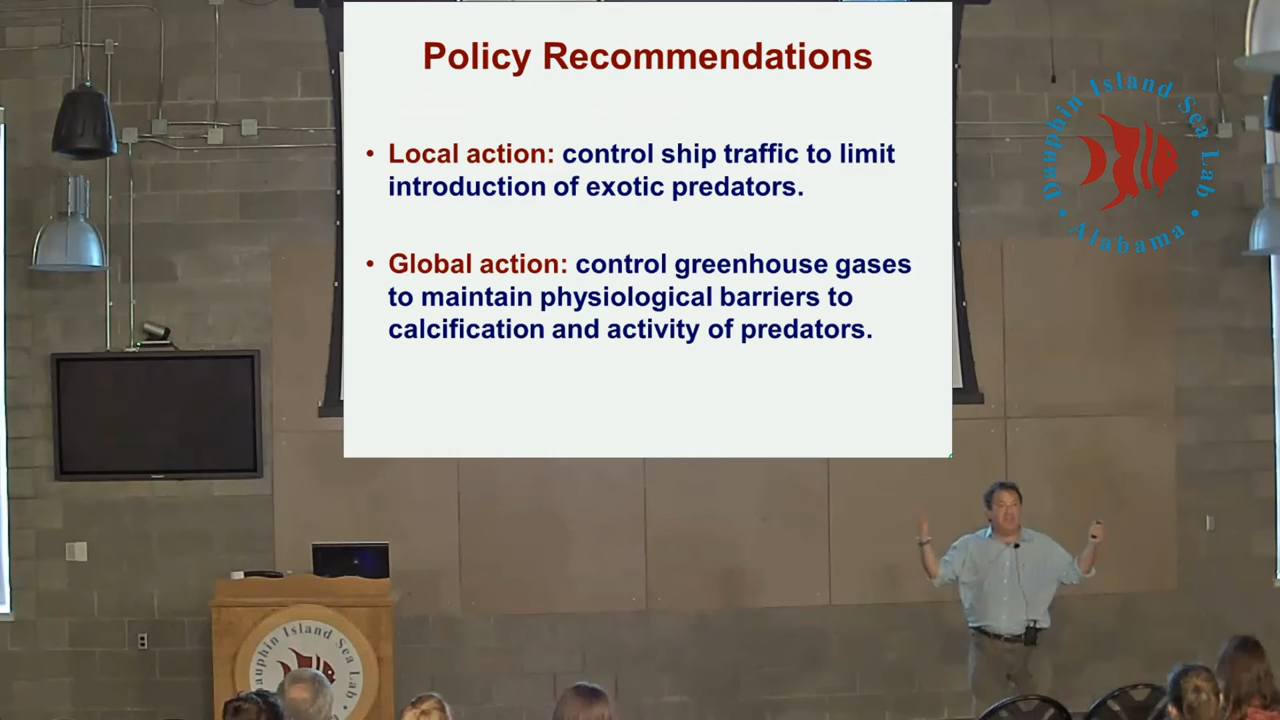 Policy Recommendations
• Local action: control ship traffic to limit
introduction of exotic predators.
• Global action: control greenhouse gases
to maintain physiological barriers to
calcification and activity of predators.
Dauphin Island Sea Lab
• Alabama •
Dauphin Island Sea Lab